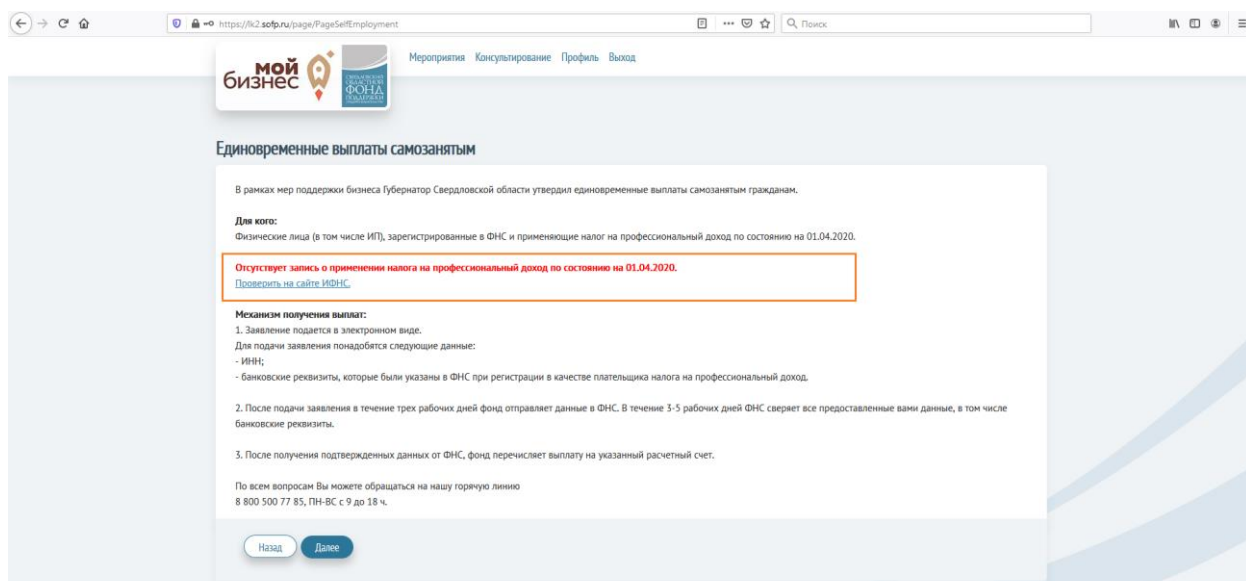 https://lk2.sofp.ru/page/PageSelfEmployment
Поиск
мой бизнес
СВЕРДЛОВСКИЙ
ОБЛАСТНОЙ
ФОНД
Мероприятия Консультирование Профиль Выход
Единовременные выплаты самозанятым
В рамках мер поддержки бизнеса Губернатор Свердловской области утвердил единовременные выплаты самозанятым гражданам.
Для кого:
Физические лица (в том числе ИП), зарегистрированные в ФНС и применяющие налог на профессиональный доход по состоянию на 01.04.2020.
Отсутствует запись о применении налога на профессиональный доход по состоянию на 01.04.2020.
Проверить на сайте ИФНС.
Механизм получения выплат:
1. Заявление подается в электронном виде.
Для подачи заявления понадобятся следующие данные:
- ИНН;
- банковские реквизиты, которые были указаны в ФНС при регистрации в качестве плательщика налога на профессиональный доход.
2. После подачи заявления в течение трех рабочих дней фонд отправляет данные в ФНС. В течение 3-5 рабочих дней ФНС сверяет все предоставленные вами данные, в том числе
банковские реквизиты.
3. После получения подтвержденных данных от ФНС, фонд перечисляет выплату на указанный расчетный счет.
По всем вопросам Вы можете обращаться на нашу горячую линию
8 800 500 77 85, ПН-ВС с 9 до 18 ч.
Назад Далее